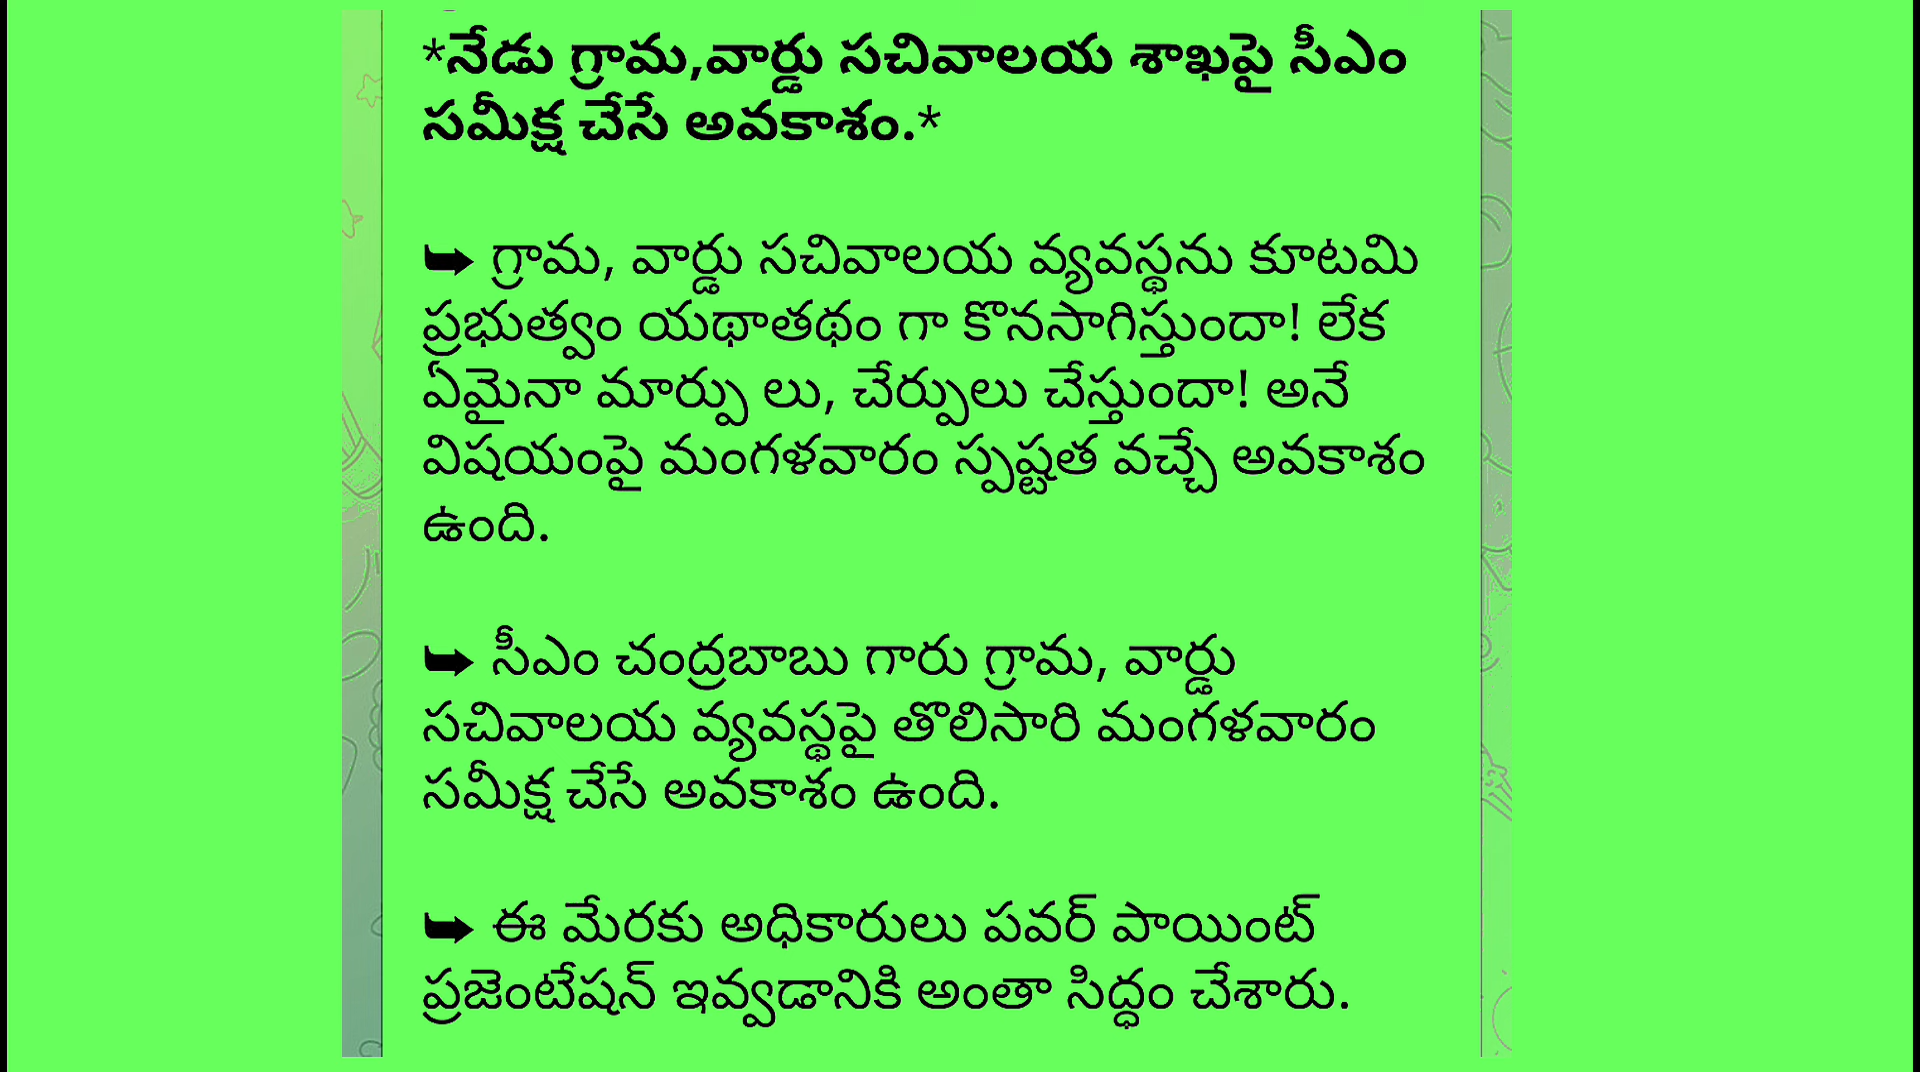 *నేడు గ్రామ,వార్డు సచివాలయ శాఖపై సీఎం
సమీక్ష చేసే అవకాశం.*
➥ గ్రామ, వార్డు సచివాలయ వ్యవస్థను కూటమి
ప్రభుత్వం యథాతథం గా కొనసాగిస్తుందా! లేక
ఏమైనా మార్పు లు, చేర్పులు చేస్తుందా! అనే
విషయంపై మంగళవారం స్పష్టత వచ్చే అవకాశం
ఉంది.
➥ సీఎం చంద్రబాబు గారు గ్రామ, వార్డు
సచివాలయ వ్యవస్థపై తొలిసారి మంగళవారం
సమీక్ష చేసే అవకాశం ఉంది.
➥ ఈ మేరకు అధికారులు పవర్ పాయింట్
ప్రజెంటేషన్ ఇవ్వడానికి అంతా సిద్ధం చేశారు.